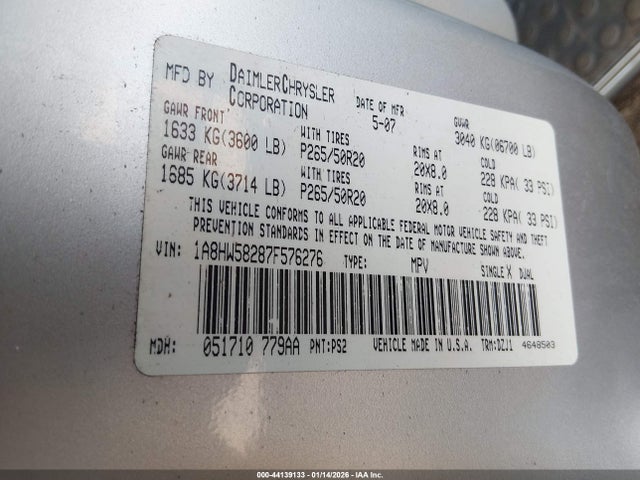 MFD BY DAIMLERCHRYSLER CORPORATION DATE OF MFR 5-07 GVWR 3040 KG(06700 LB)
GAWR FRONT WITH TIRES RIMS AT COLD
1633 KG(3600 LB) P265/50R20 20X8.0 228 KPA( 33 PSI)
GAWR REAR WITH TIRES RIMS AT COLD
1685 KG(3714 LB) P265/50R20 20X8.0 228 KPA( 33 PSI)
THIS VEHICLE CONFORMS TO ALL APPLICABLE FEDERAL MOTOR VEHICLE SAFETY AND THEFT
PREVENTION STANDARDS IN EFFECT ON THE DATE OF MANUFACTURE SHOWN ABOVE.
VIN: 1A8HW58287F576276 TYPE: MPV SINGLE X DUAL
MDH: 051710 779AA PNT:PS2 VEHICLE MADE IN U.S.A. TRM:DZJ1 4648503
000-44139133 - 01/14/2026 - © IAA Inc.